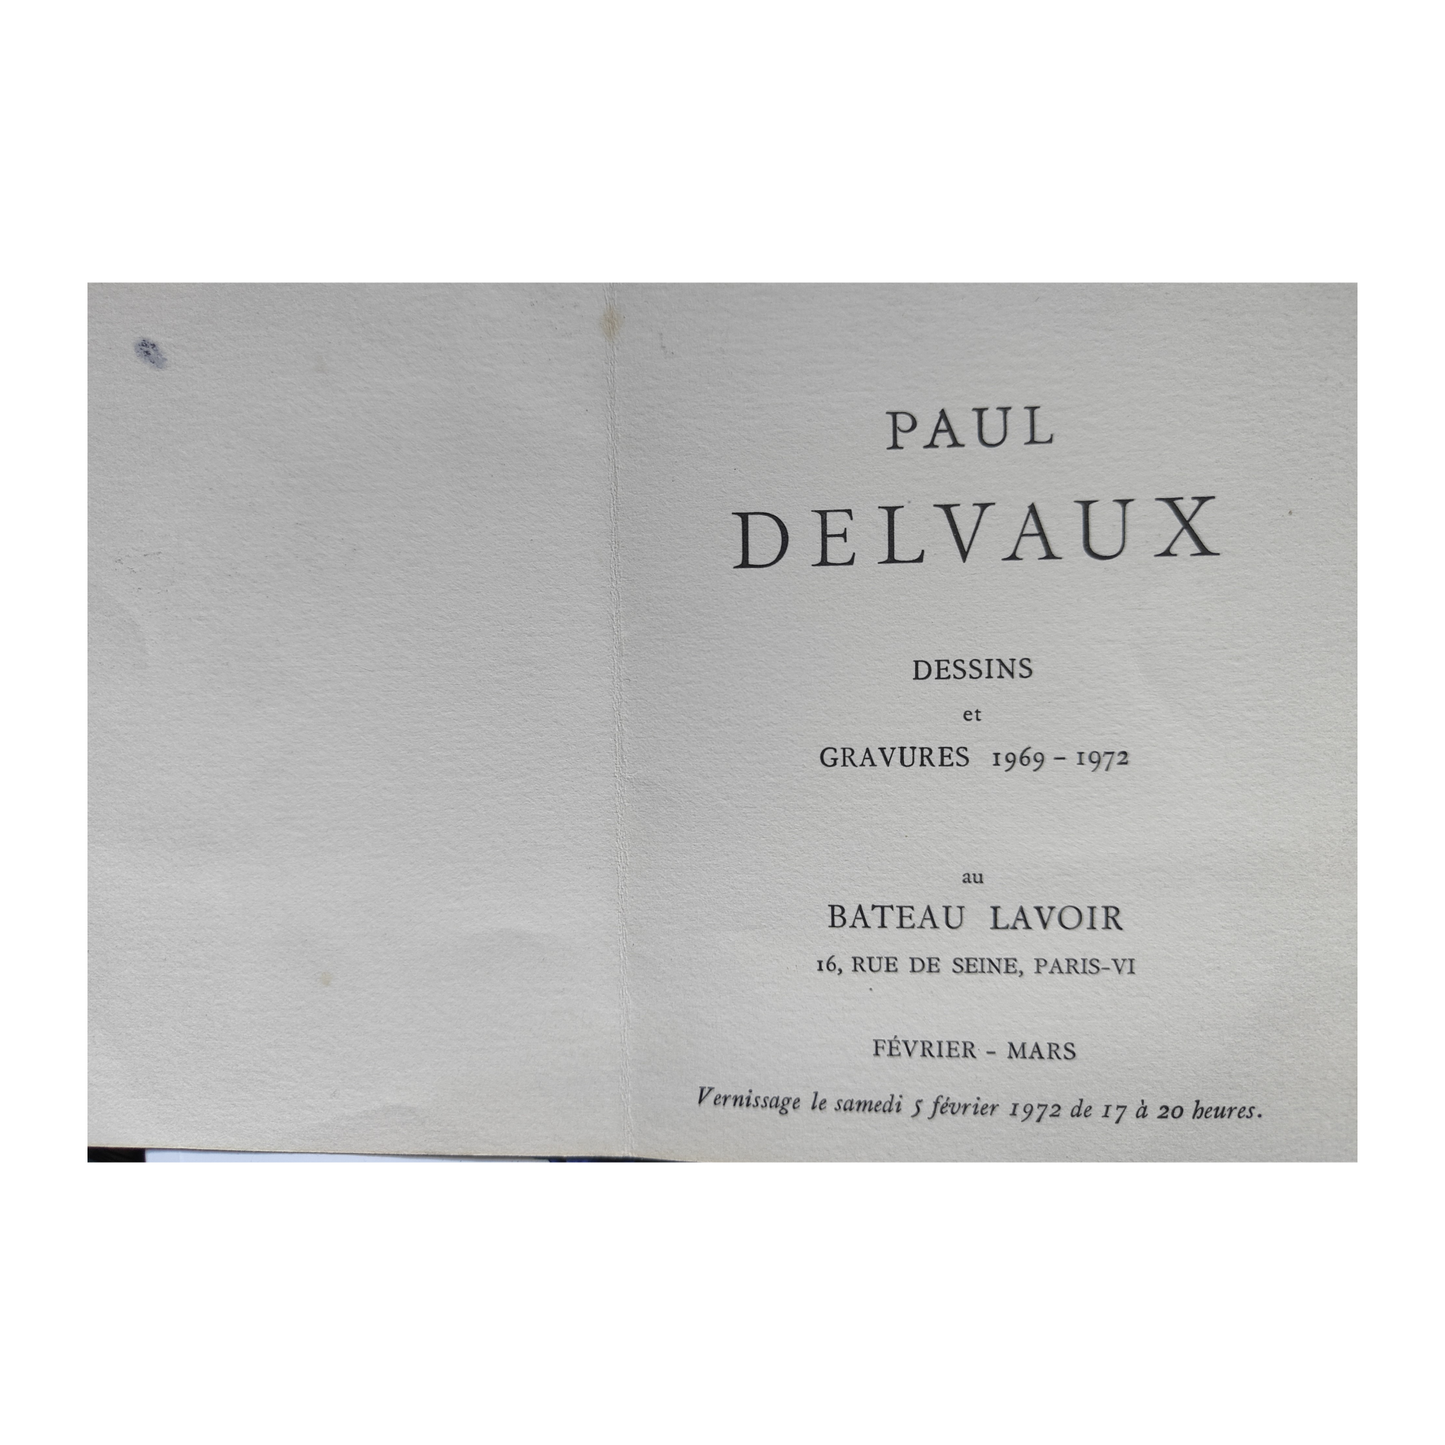 PAUL
DELVAUX
DESSINS
et
GRAVURES 1969 – 1972
au
BATEAU LAVOIR
16, RUE DE SEINE, PARIS-VI
FÉVRIER – MARS
Vernissage le samedi 5 février 1972 de 17 à 20 heures.